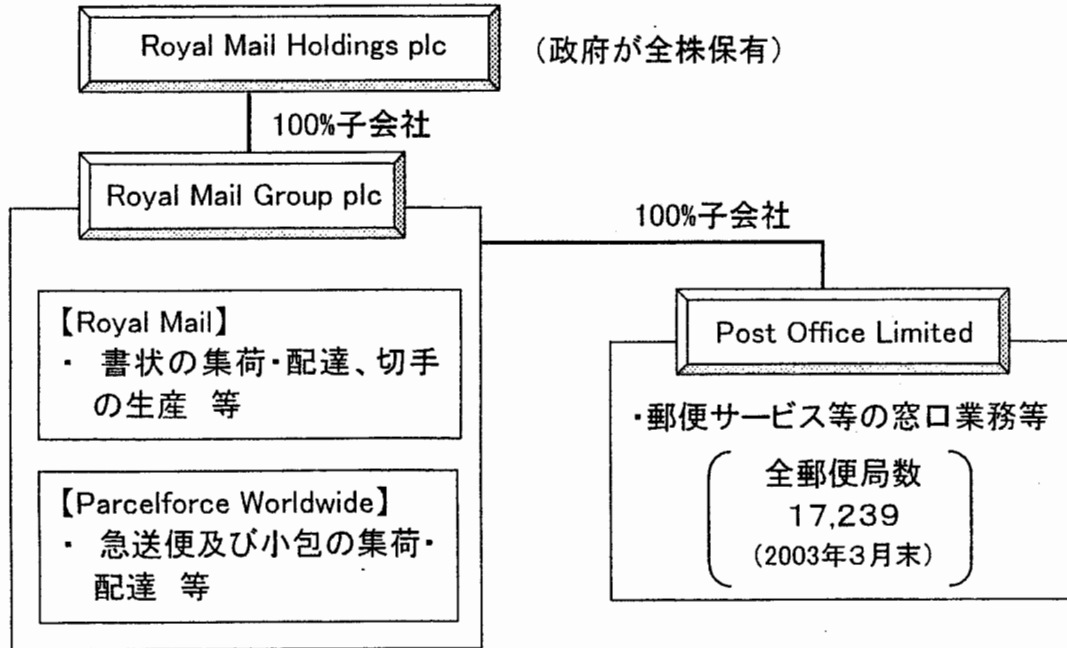 Royal Mail Holdings plc
(政府が全株保有)
100%子会社
Royal Mail Group plc
100%子会社
【Royal Mail】
・ 書状の集荷・配達、切手
の生産 等
【Parcelforce Worldwide】
・ 急送便及び小包の集荷・
配達 等
Post Office Limited
・郵便サービス等の窓口業務等
全郵便局数
17,239
(2003年3月末)